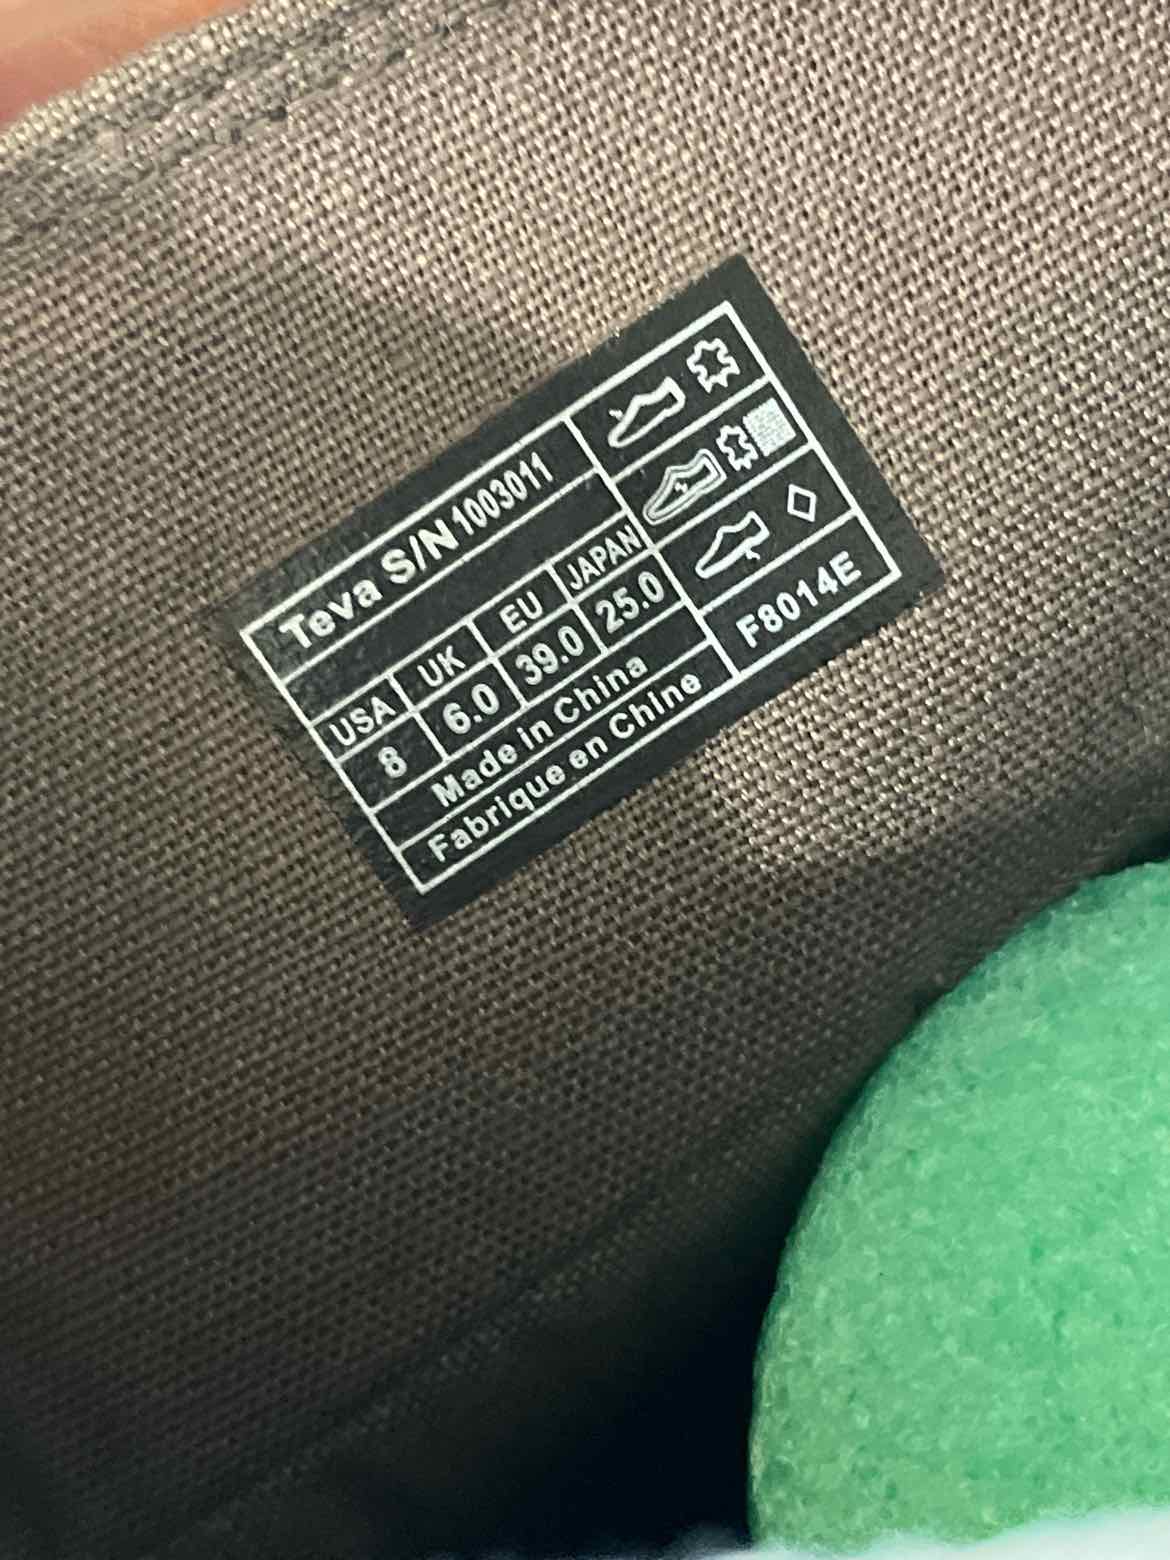 Teva S/N 1003011
USA UK EU JAPAN
8 6.0 39.0 25.0
Made in China
Fabrique en Chine
F8014E